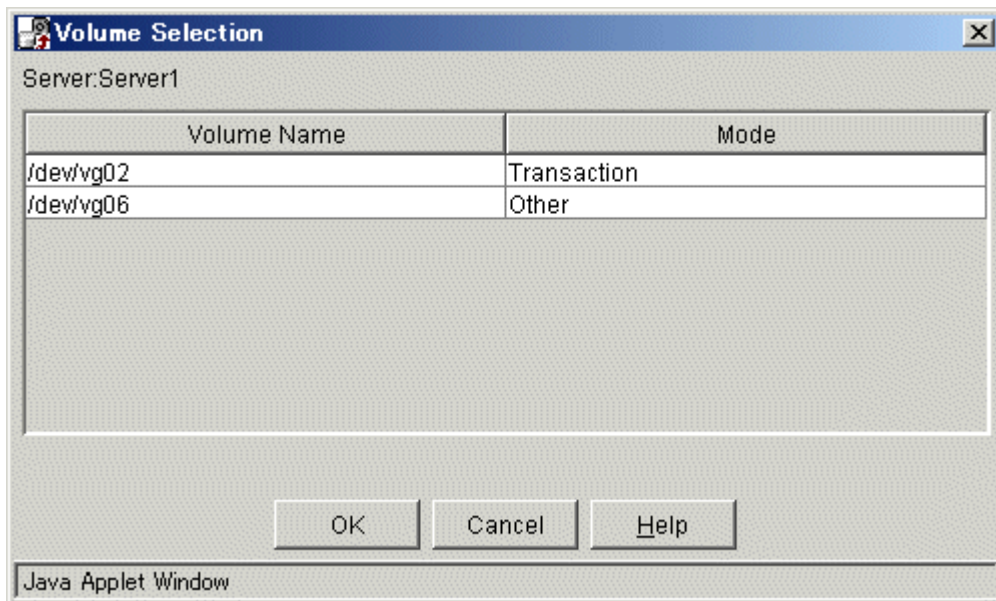 Volume Selection
Server:Server1
Volume Name Mode
/dev/vg02 Transaction
/dev/vg06 Other
OK Cancel Help
Java Applet Window